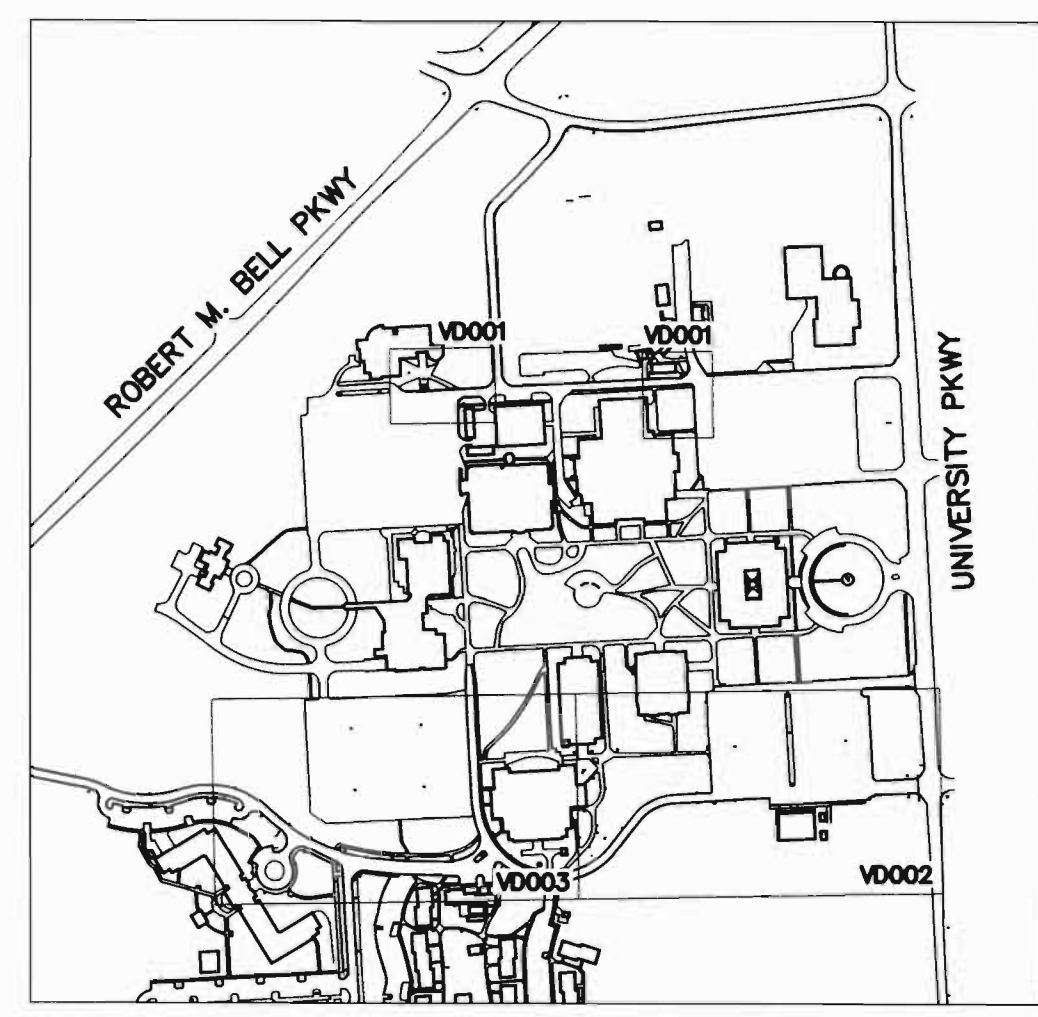 ROBERT M. BELL PKWY
VD001
VD001
UNIVERSITY PKWY
VD003
VD002